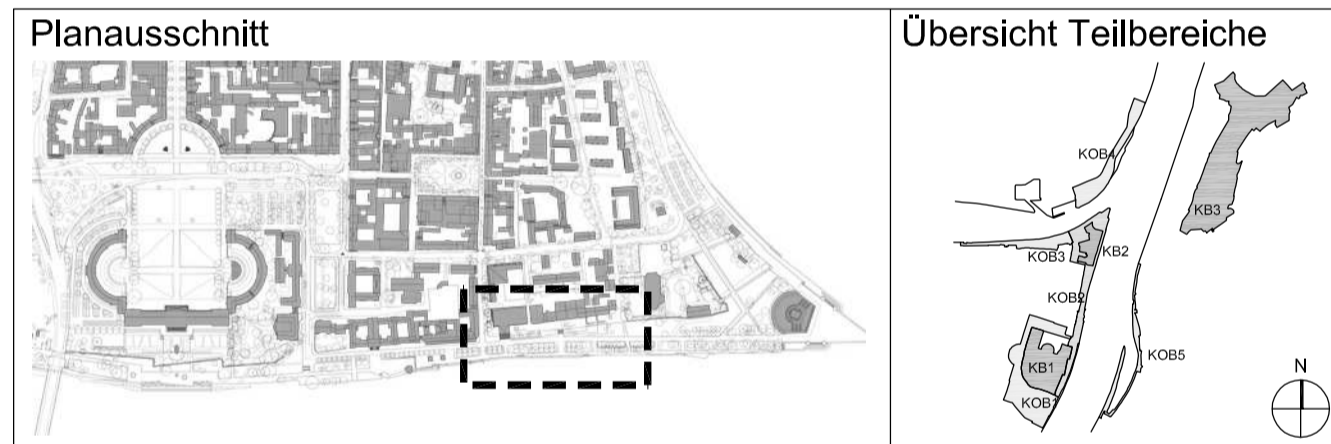 Planausschnitt
Übersicht Teilbereiche
KOB4
KB3
KOB3
KB2
KOB2
KOB5
KB1
KOB1
N